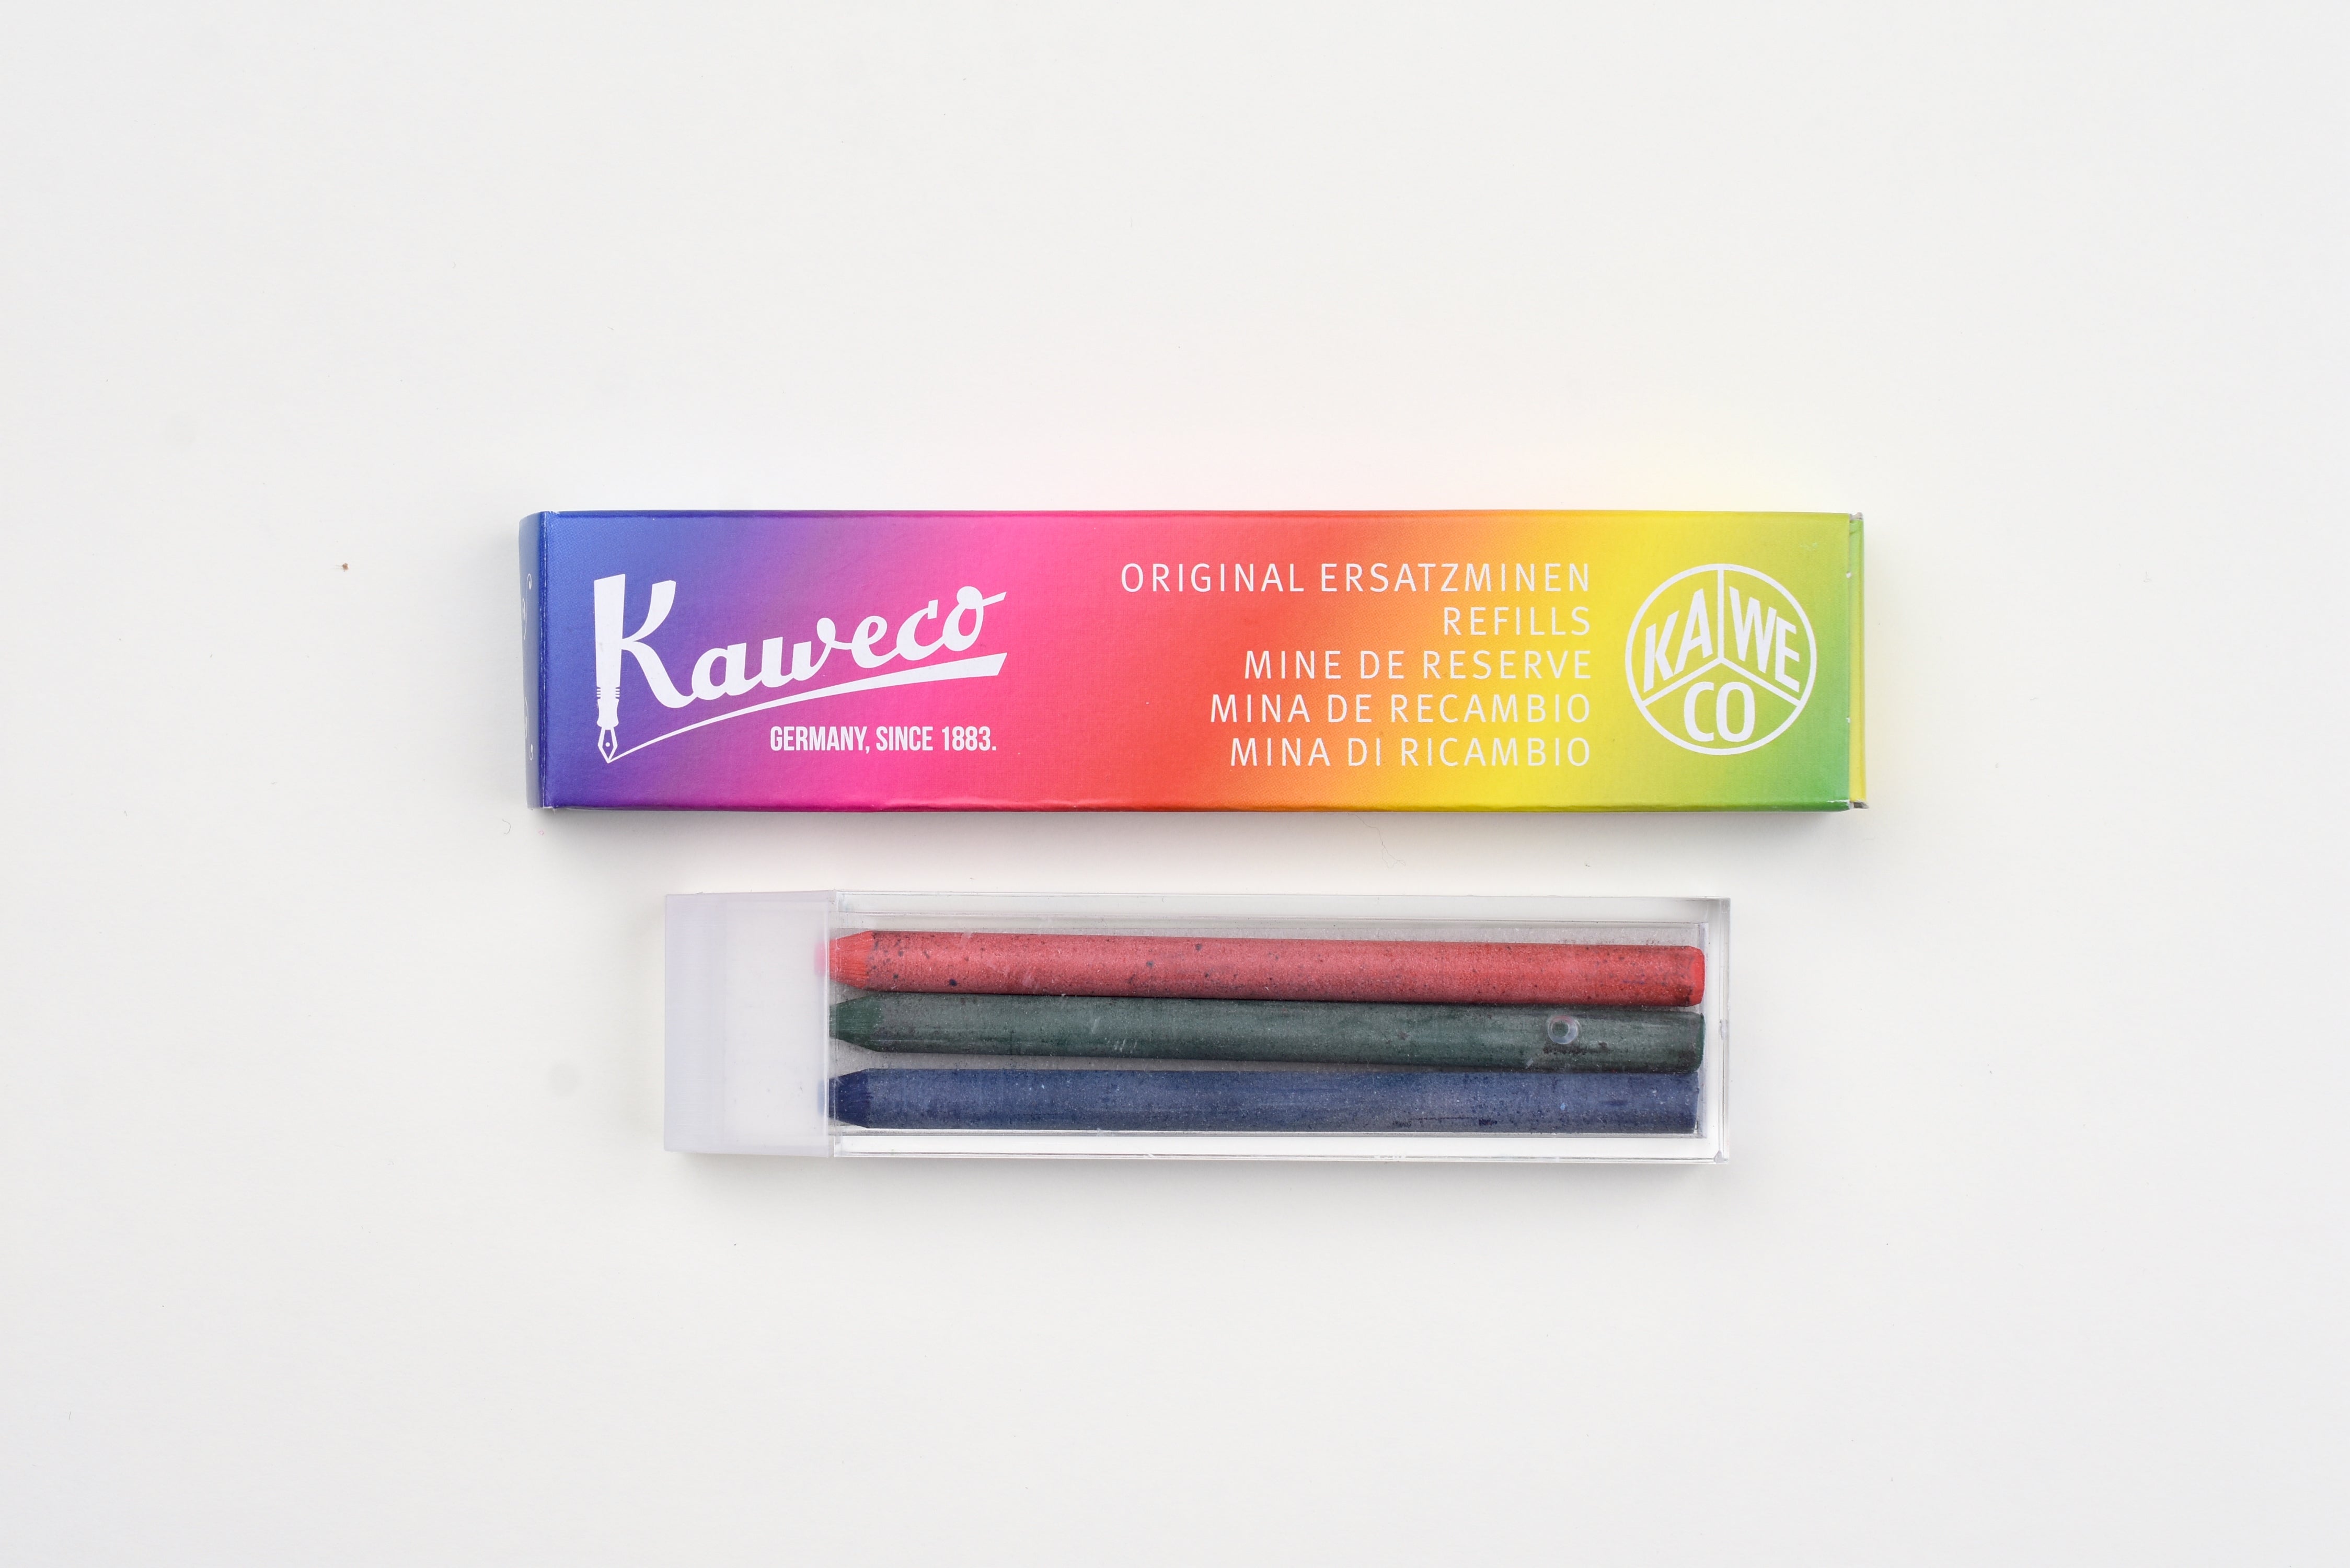 Kaweco
GERMANY, SINCE 1883.
ORIGINAL ERSATZMINEN
REFILLS
MINE DE RESERVE
MINA DE RECAMBIO
MINA DI RICAMBIO
KA WE
CO